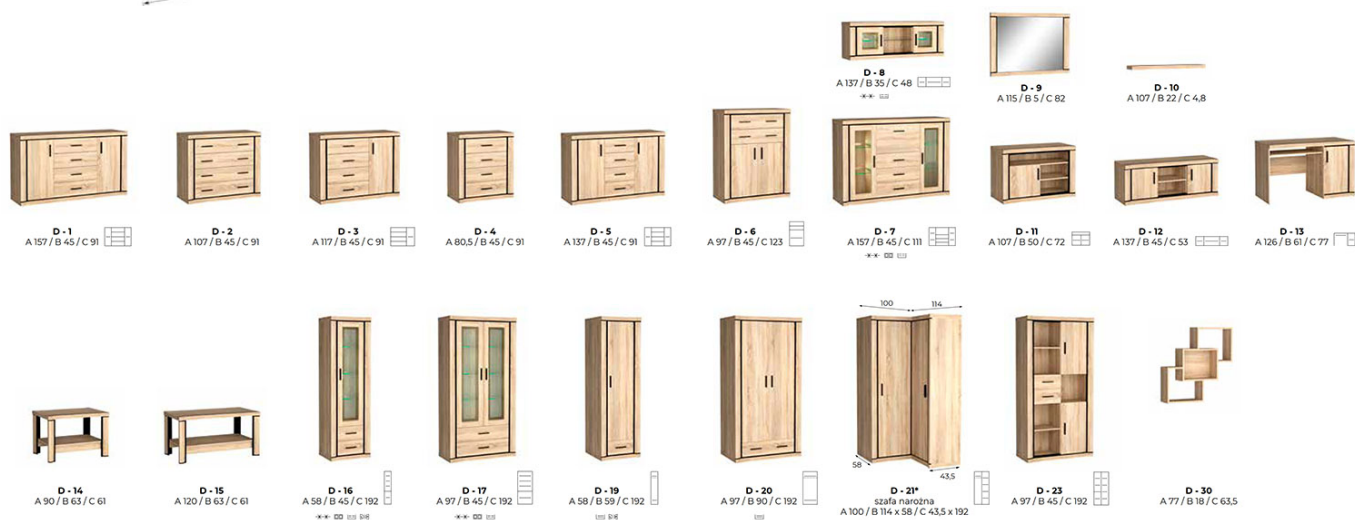 D - 8
A 137 / B 35 / C 48
D - 9
A 115 / B 5 / C 82
D - 10
A 107 / B 22 / C 4,8
D - 1
A 157 / B 45 / C 91
D - 2
A 107 / B 45 / C 91
D - 3
A 117 / B 45 / C 91
D - 4
A 80,5 / B 45 / C 91
D - 5
A 137 / B 45 / C 91
D - 6
A 97 / B 45 / C 123
D - 7
A 157 / B 45 / C 111
D - 11
A 107 / B 50 / C 72
D - 12
A 137 / B 45 / C 53
D - 13
A 126 / B 61 / C 77
100
114
58
43,5
D - 14
A 90 / B 63 / C 61
D - 15
A 120 / B 63 / C 61
D - 16
A 58 / B 45 / C 192
D - 17
A 97 / B 45 / C 192
D - 19
A 58 / B 59 / C 192
D - 20
A 97 / B 90 / C 192
D - 21*
szafa narożna
A 100 / B 114 x 58 / C 43,5 x 192
D - 23
A 97 / B 45 / C 192
D - 30
A 77 / B 18 / C 63,5